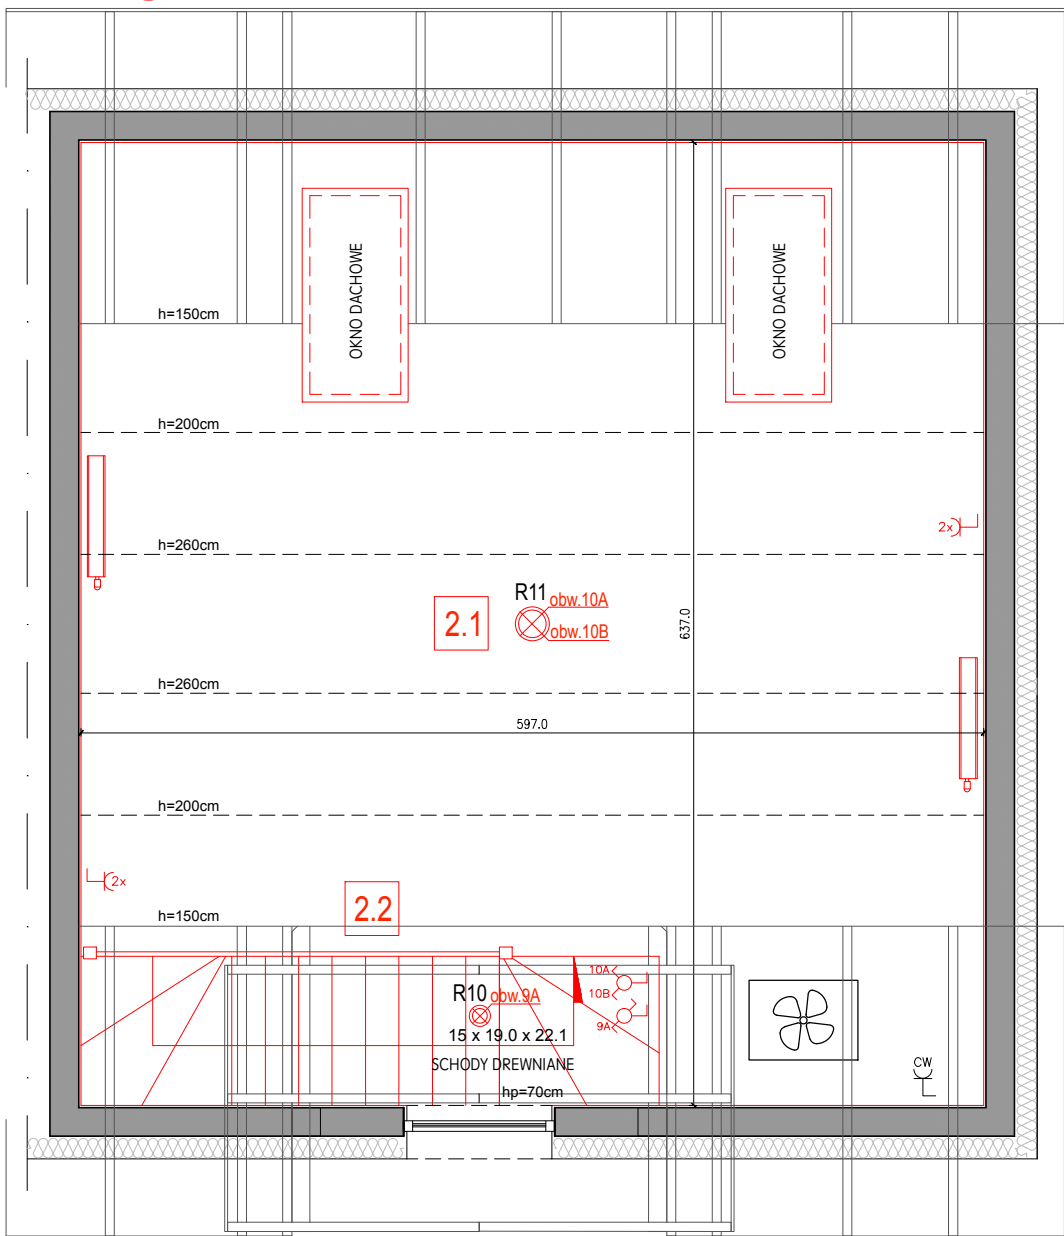 OKNO DACHOWE
OKNO DACHOWE
h=150cm
h=200cm
2x
h=260cm
R11
obw.10A
2.1
obw.10B
637.0
h=260cm
597.0
h=200cm
2x
2.2
h=150cm
10A
R10
obw.9A
10B
9A
15 x 19.0 x 22.1
SCHODY DREWNIANE
CW
hp=70cm